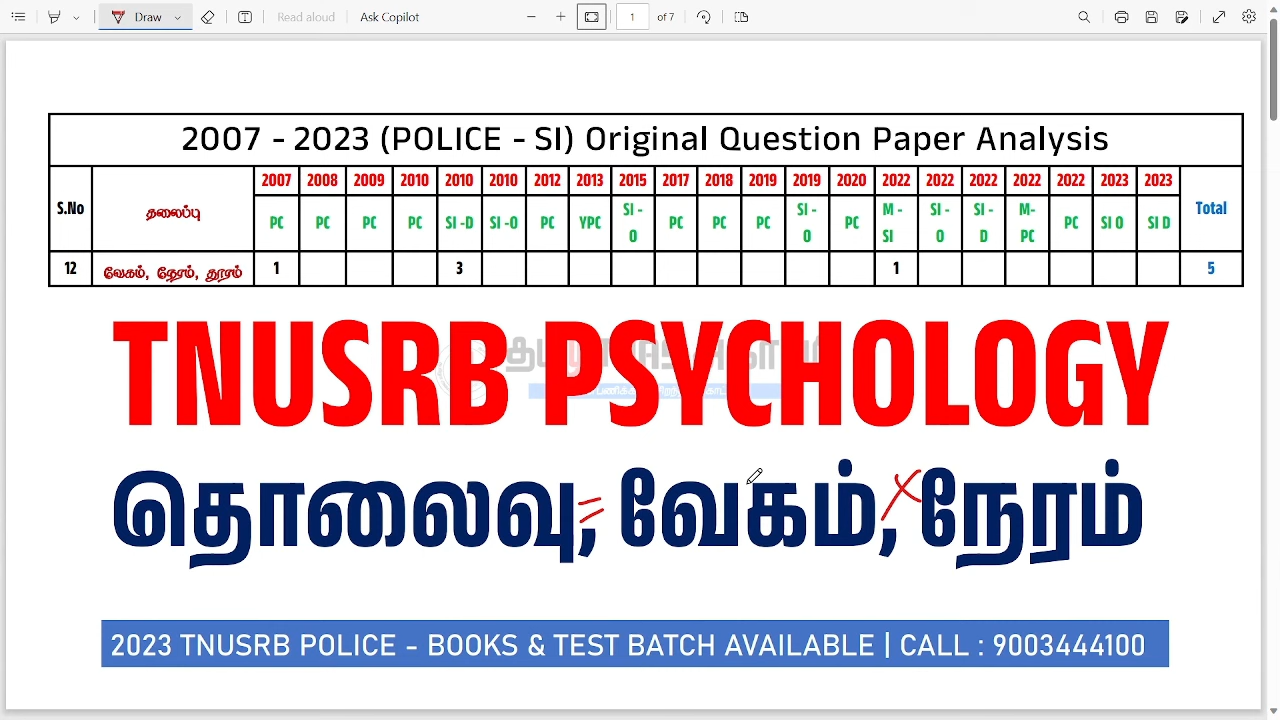 Draw
Read aloud
Ask Copilot
1
of 7
2007 - 2023 (POLICE - SI) Original Question Paper Analysis
S.No தலைப்பு 2007 2008 2009 2010 2010 2010 2012 2013 2015 2017 2018 2019 2019 2020 2022 2022 2022 2022 2022 2023 2023 Total
PC PC PC PC SI -D SI -O PC YPC SI - O PC PC PC SI - O PC M - SI SI - O SI - D M- PC PC SI O SI D
12 வேகம், நேரம், தூரம் 1 3 1 5
TNUSRB PSYCHOLOGY
தொலைவு, வேகம், நேரம்
2023 TNUSRB POLICE - BOOKS & TEST BATCH AVAILABLE | CALL : 9003444100